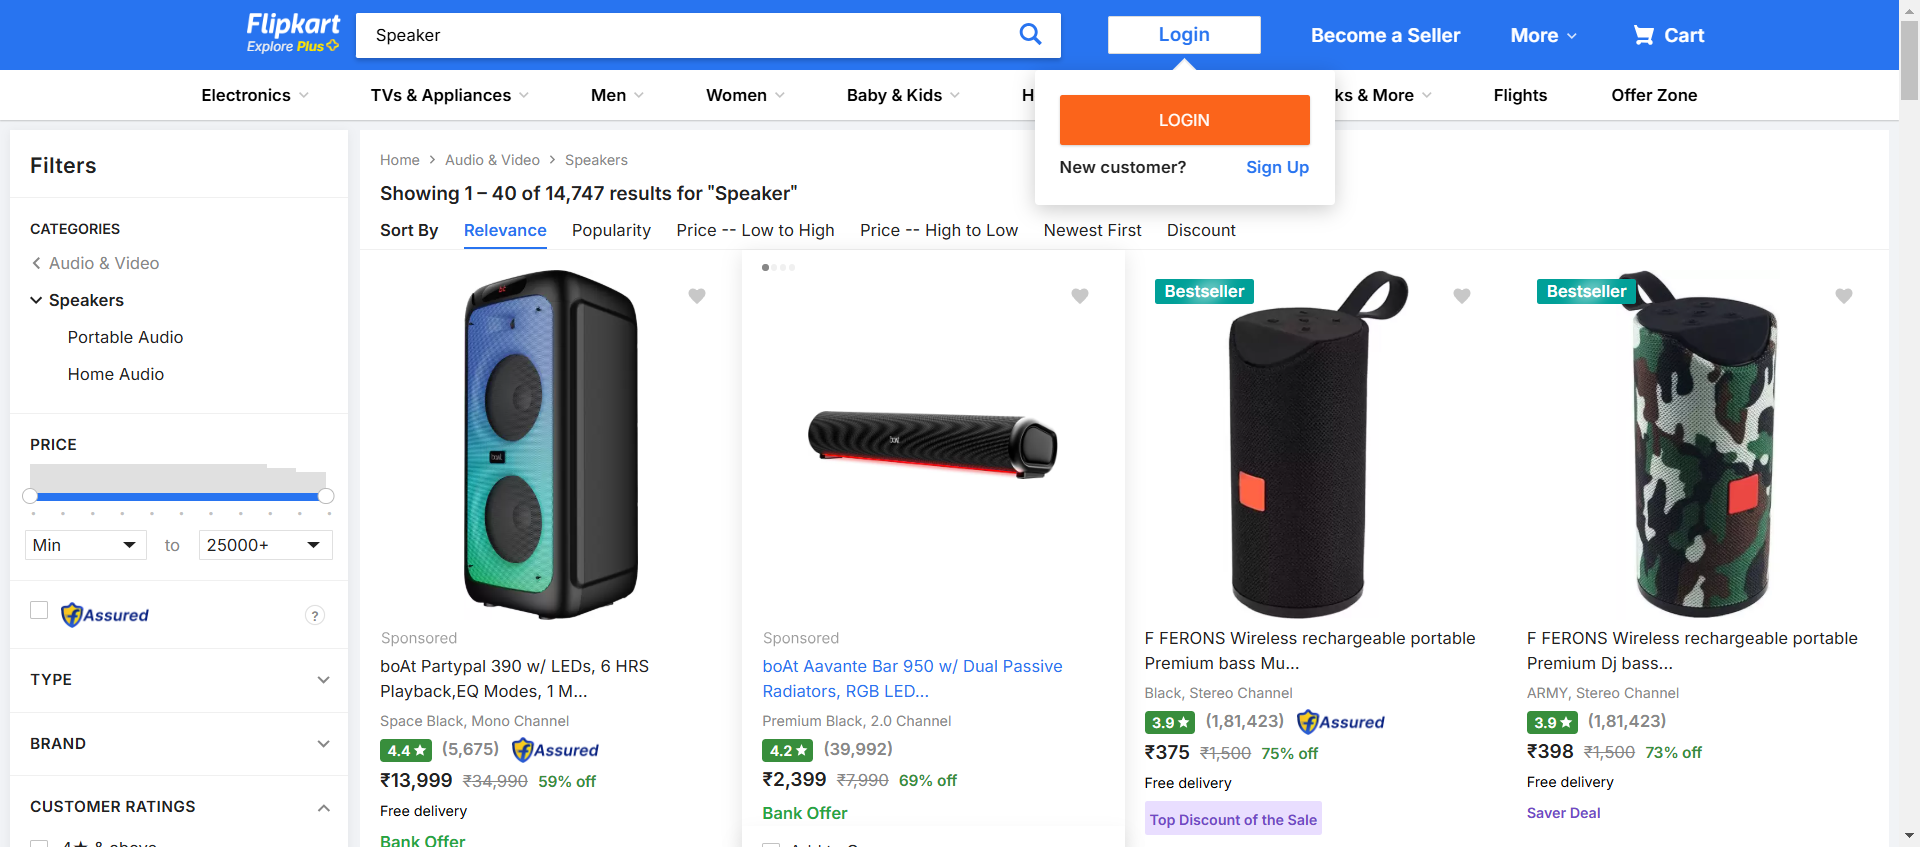 Flipkart
Explore Plus
Speaker
Login
Become a Seller
More
Cart
Electronics
TVs & Appliances
Men
Women
Baby & Kids
H
ks & More
Flights
Offer Zone
LOGIN
New customer? Sign Up
Filters
CATEGORIES
Audio & Video
Speakers
Portable Audio
Home Audio
PRICE
Min to 25000+
Assured ?
TYPE
BRAND
CUSTOMER RATINGS
4★ & above
Home > Audio & Video > Speakers
Showing 1 – 40 of 14,747 results for "Speaker"
Sort By Relevance Popularity Price -- Low to High Price -- High to Low Newest First Discount
boAt
Sponsored
boAt Partypal 390 w/ LEDs, 6 HRS
Playback,EQ Modes, 1 M...
Space Black, Mono Channel
4.4★ (5,675) Assured
₹13,999 ₹34,990 59% off
Free delivery
Bank Offer
boAt
Sponsored
boAt Aavante Bar 950 w/ Dual Passive
Radiators, RGB LED...
Premium Black, 2.0 Channel
4.2★ (39,992)
₹2,399 ₹7,990 69% off
Bank Offer
Bestseller
F FERONS Wireless rechargeable portable
Premium bass Mu...
Black, Stereo Channel
3.9★ (1,81,423) Assured
₹375 ₹1,500 75% off
Free delivery
Top Discount of the Sale
Bestseller
F FERONS Wireless rechargeable portable
Premium Dj bass...
ARMY, Stereo Channel
3.9★ (1,81,423)
₹398 ₹1,500 73% off
Free delivery
Saver Deal